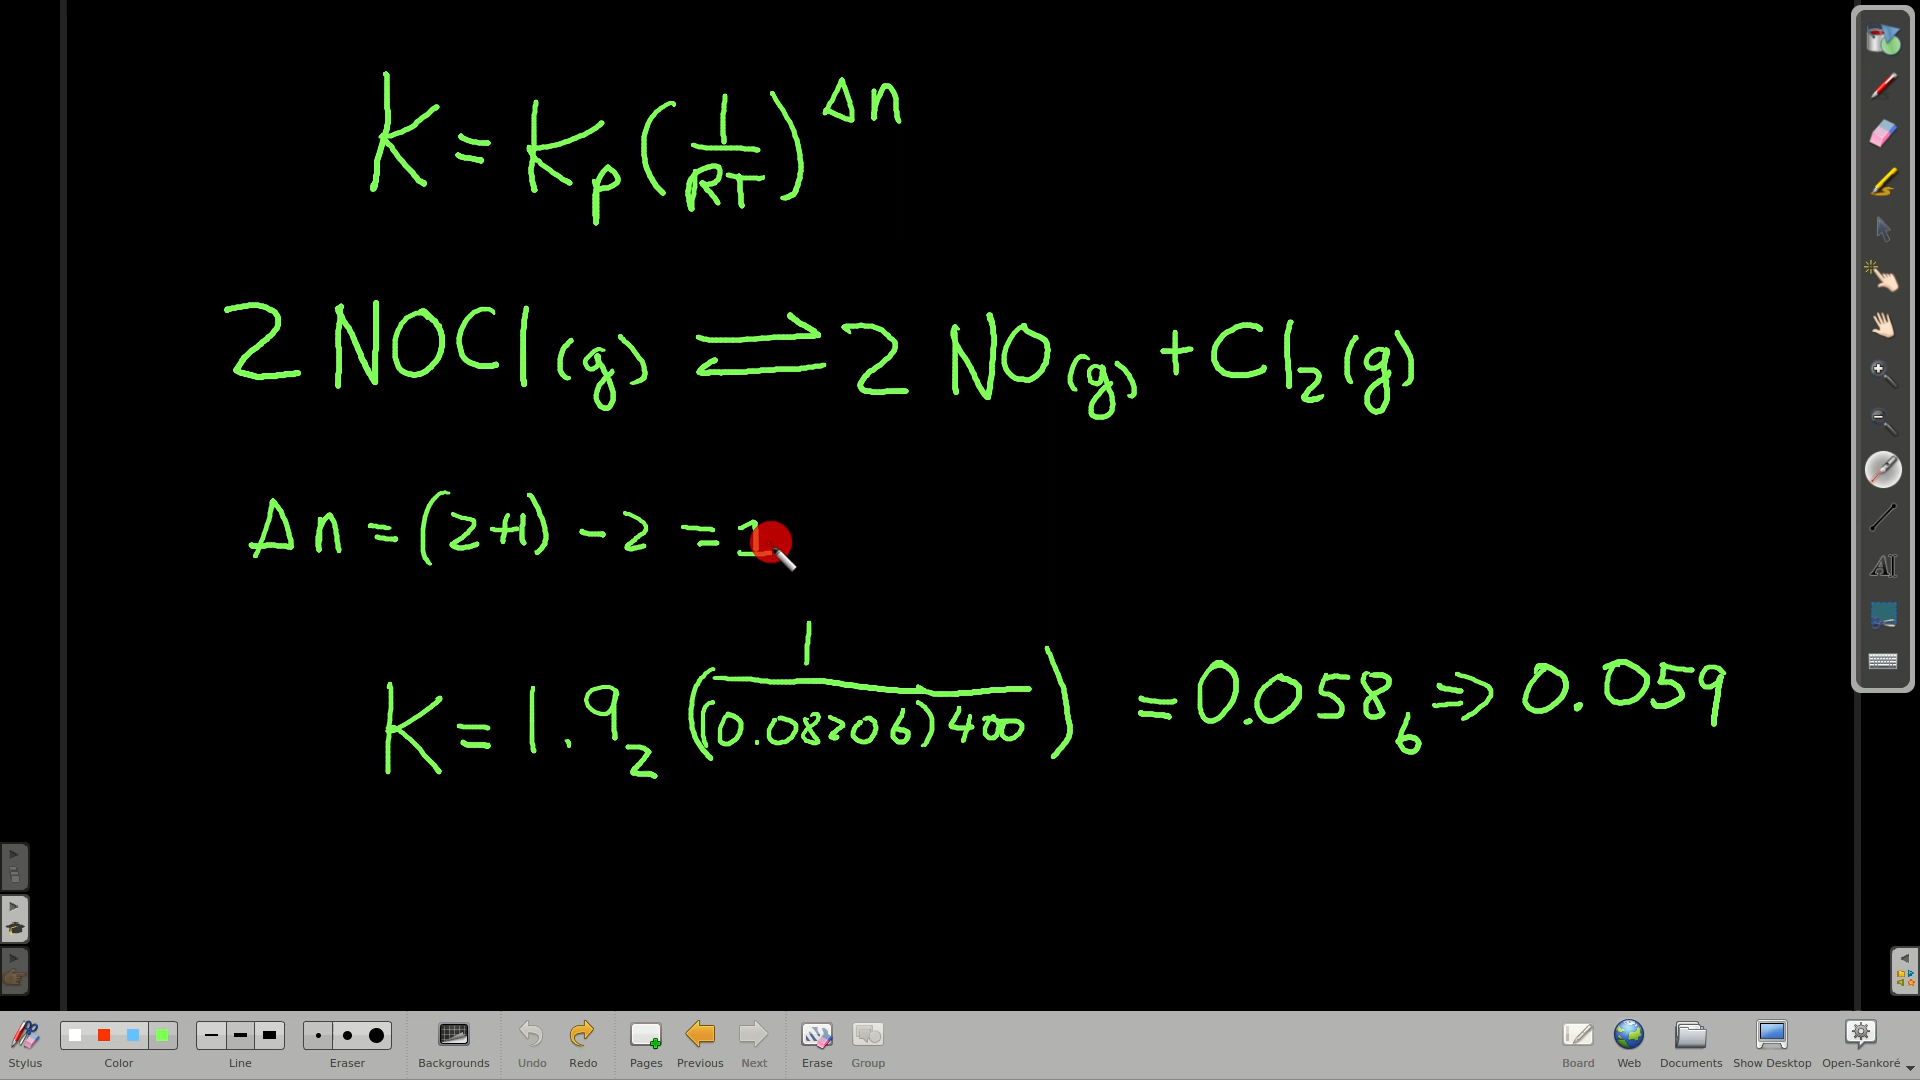 K = Kp (1/RT)^Δn
2 NOCl(g) ⇌ 2 NO(g) + Cl₂(g)
Δn = (2+1) - 2 = 1
K = 1.9₂ (1/((0.08206)400)) = 0.058₆ => 0.059
AI
Stylus Color Line Eraser Backgrounds Undo Redo Pages Previous Next Erase Group Board Web Documents Show Desktop Open-Sankoré